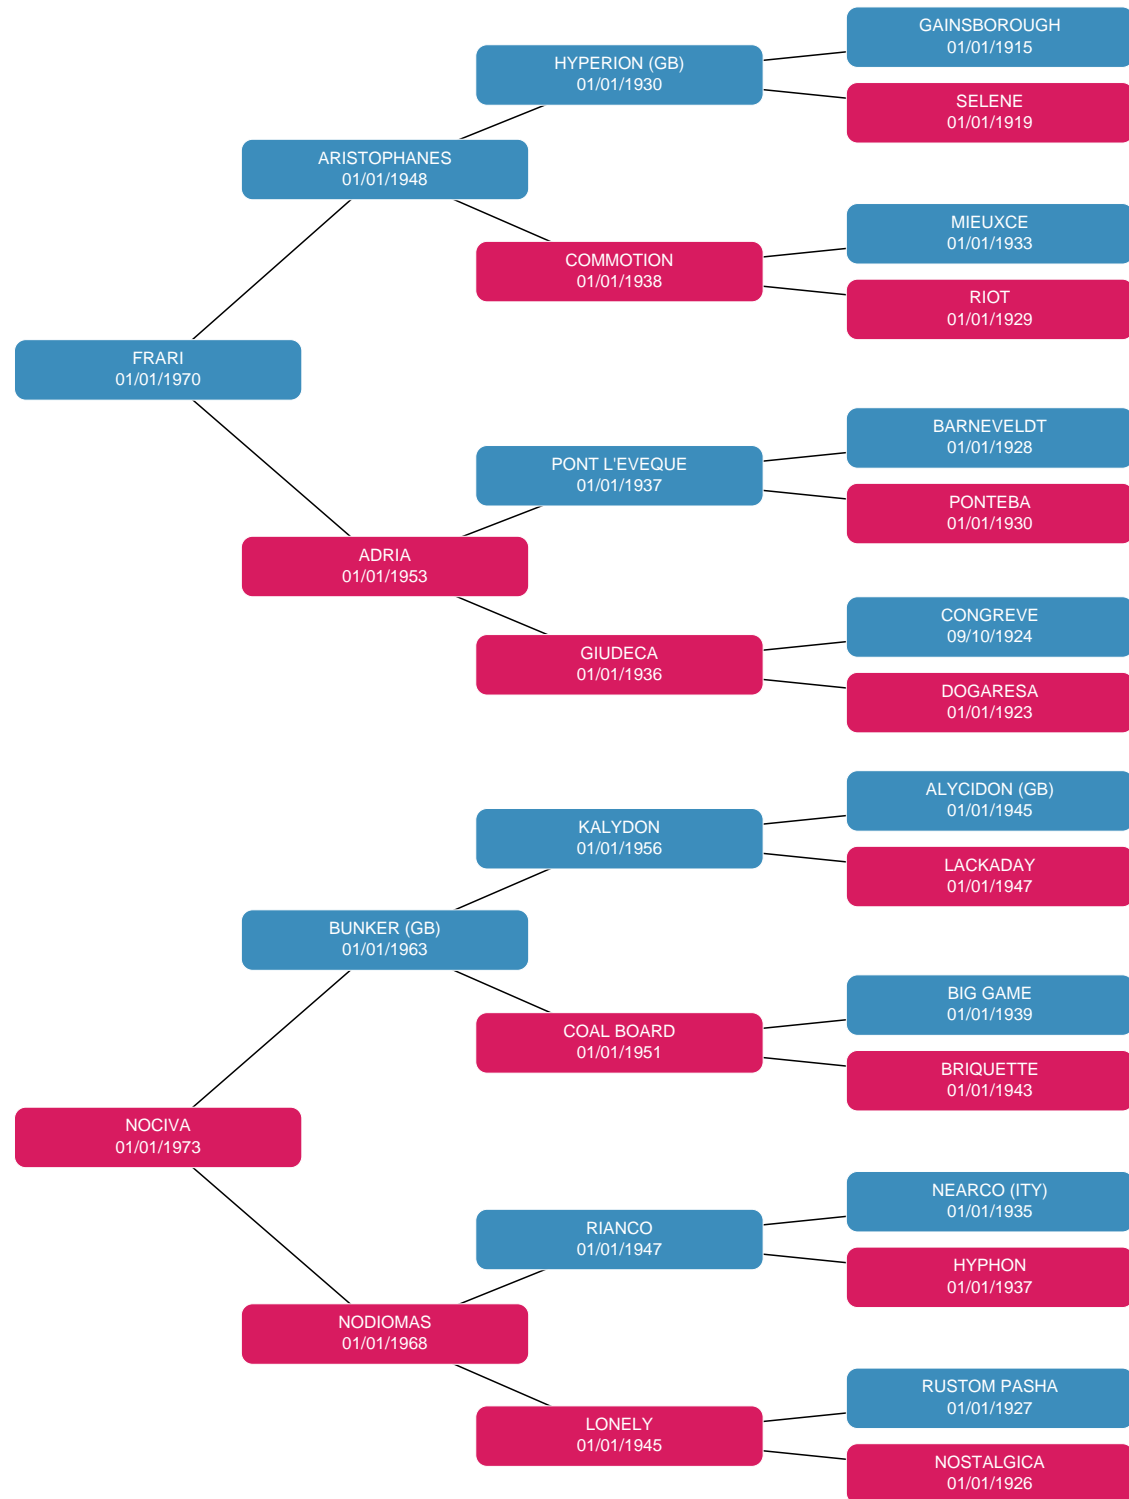 GAINSBOROUGH
01/01/1915
HYPERION (GB)
01/01/1930
SELENE
01/01/1919
ARISTOPHANES
01/01/1948
MIEUXCE
01/01/1933
COMMOTION
01/01/1938
RIOT
01/01/1929
FRARI
01/01/1970
BARNEVELDT
01/01/1928
PONT L'EVEQUE
01/01/1937
PONTEBA
01/01/1930
ADRIA
01/01/1953
CONGREVE
09/10/1924
GIUDECA
01/01/1936
DOGARESA
01/01/1923
ALYCIDON (GB)
01/01/1945
KALYDON
01/01/1956
LACKADAY
01/01/1947
BUNKER (GB)
01/01/1963
BIG GAME
01/01/1939
COAL BOARD
01/01/1951
BRIQUETTE
01/01/1943
NOCIVA
01/01/1973
NEARCO (ITY)
01/01/1935
RIANCO
01/01/1947
HYPHON
01/01/1937
NODIOMAS
01/01/1968
RUSTOM PASHA
01/01/1927
LONELY
01/01/1945
NOSTALGICA
01/01/1926